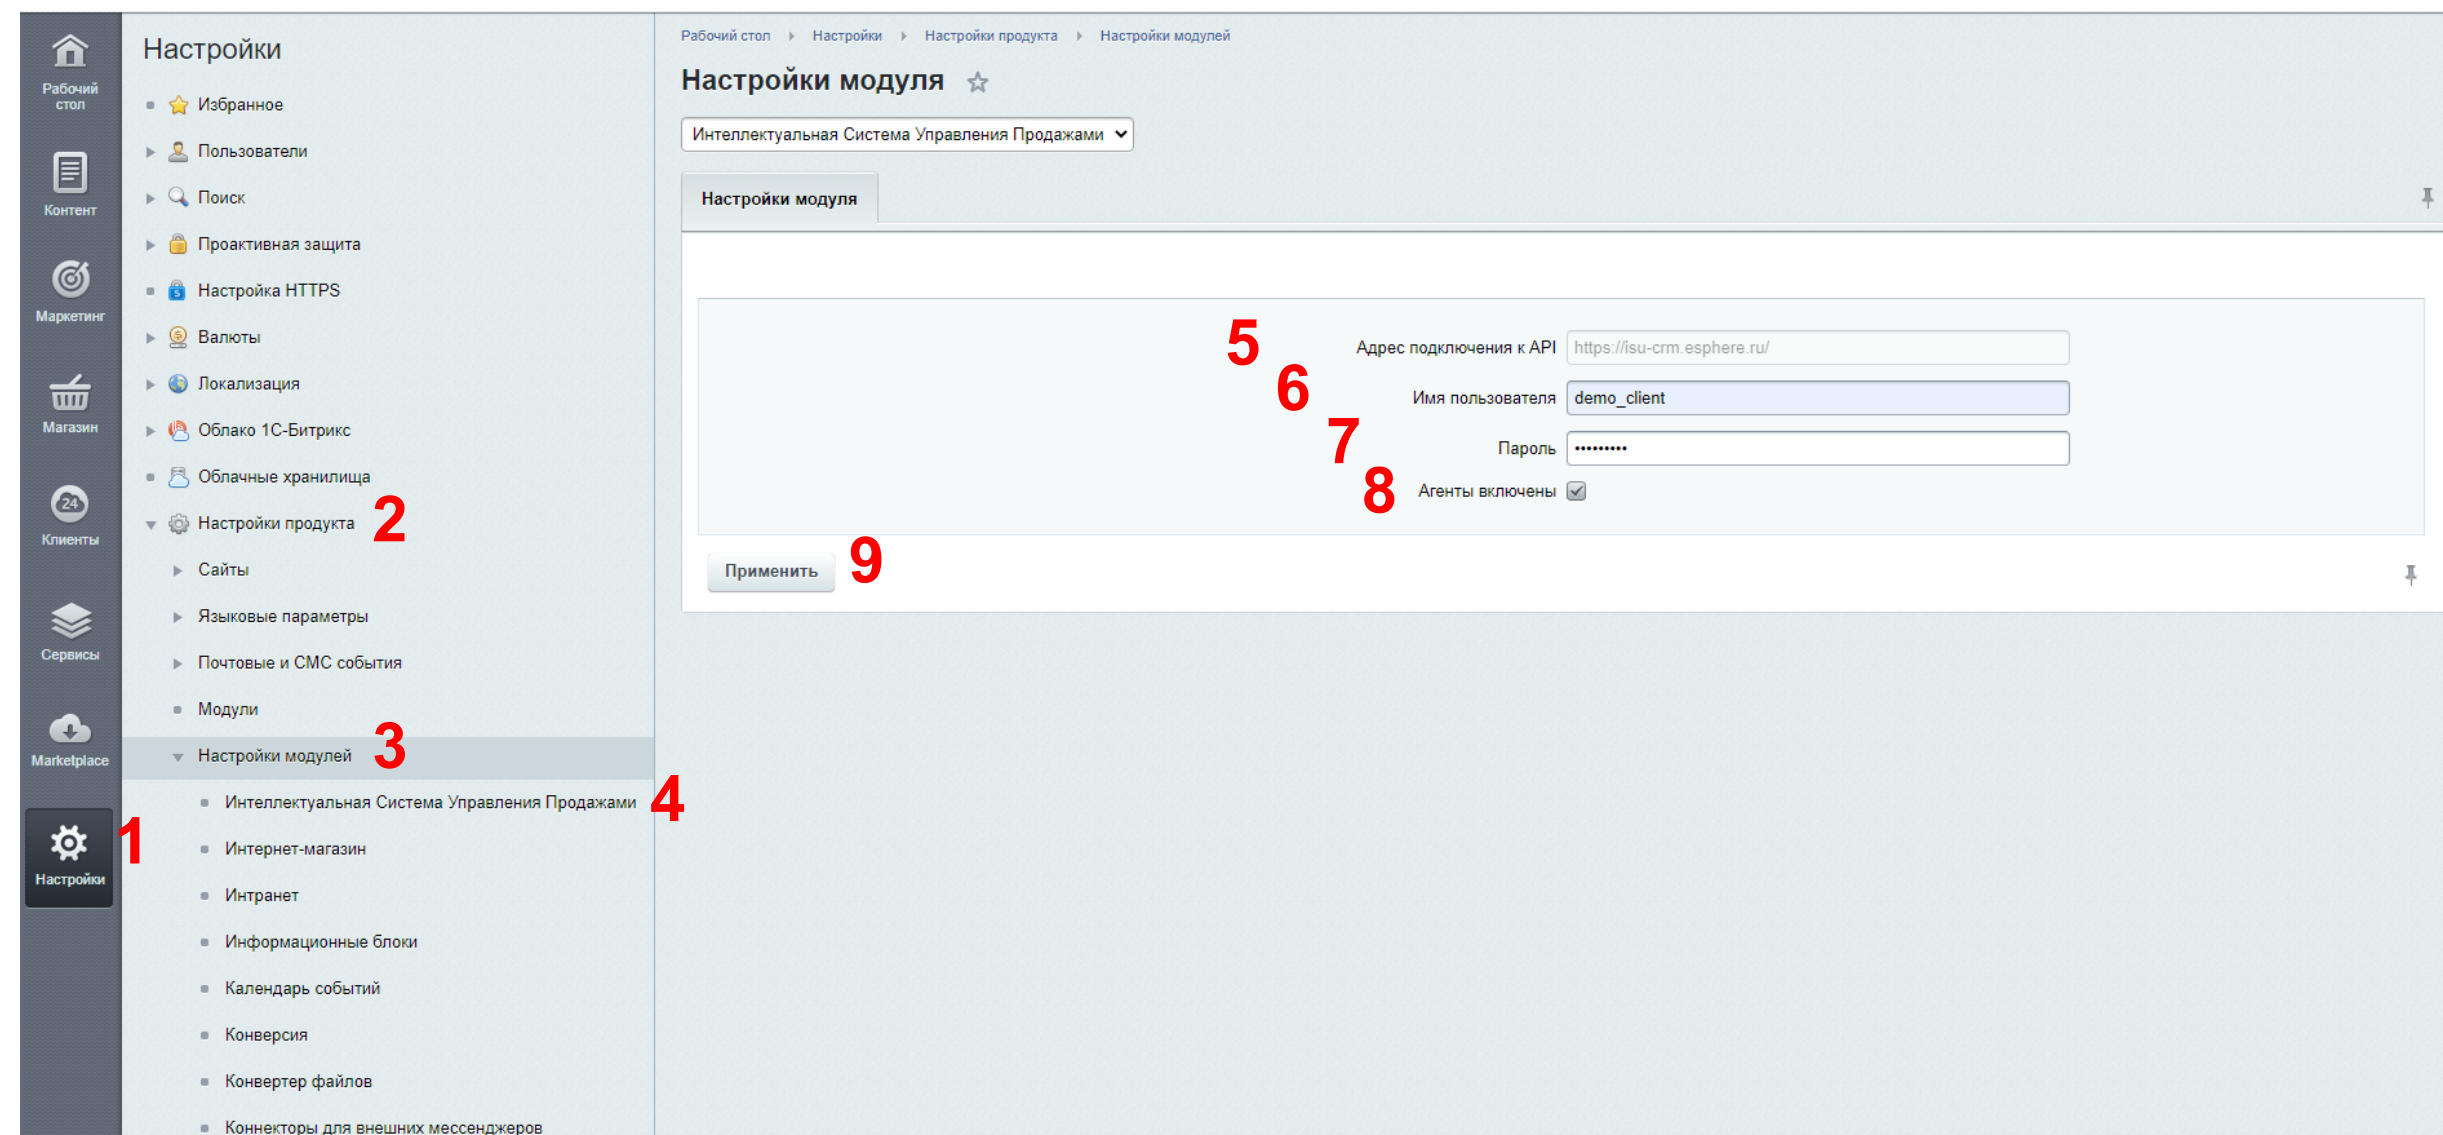 Рабочий
стол
Контент
Маркетинг
Магазин
24
Клиенты
Сервисы
Marketplace
Настройки
1
Настройки
Избранное
Пользователи
Поиск
Проактивная защита
Настройка HTTPS
Валюты
Локализация
Облако 1С-Битрикс
Облачные хранилища
Настройки продукта 2
Сайты
Языковые параметры
Почтовые и СМС события
Модули
Настройки модулей 3
Интеллектуальная Система Управления Продажами 4
Интернет-магазин
Интранет
Информационные блоки
Календарь событий
Конверсия
Конвертер файлов
Коннекторы для внешних мессенджеров
Рабочий стол Настройки Настройки продукта Настройки модулей
Настройки модуля
Интеллектуальная Система Управления Продажами
Настройки модуля
5 Адрес подключения к API https://isu-crm.esphere.ru/
6 Имя пользователя demo_client
7 Пароль •••••••••
8 Агенты включены
Применить 9